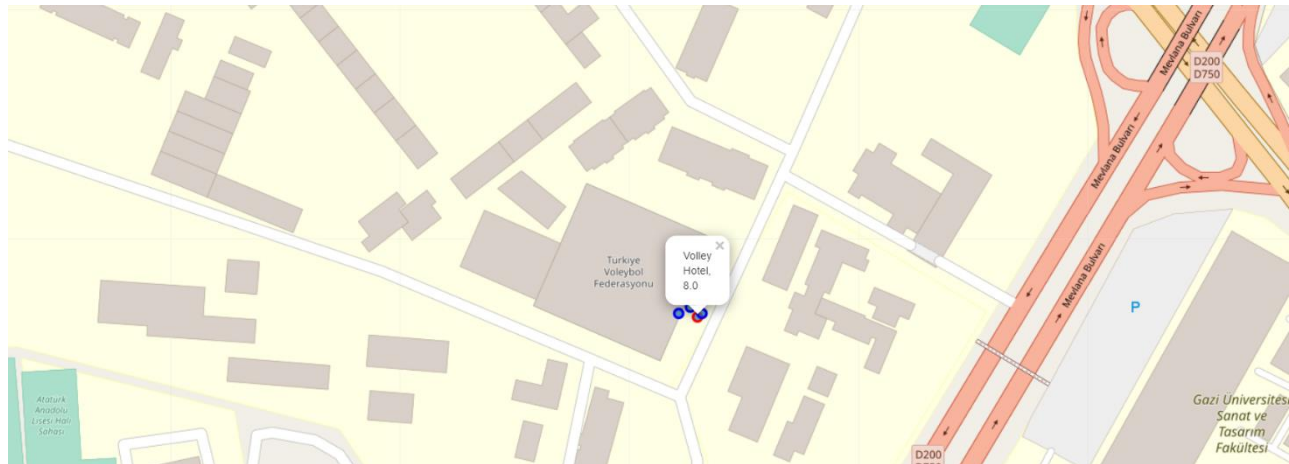 Mevlana Bulvarı
D200
D750
Mevlana Bulvarı
Mevlana Bulvarı
Volley
Hotel,
8.0
×
Türkiye
Voleybol
Federasyonu
P
Atatürk
Anadolu
Lisesi Halı
Sahası
Gazi Üniversitesi
Sanat ve
Tasarım
Fakültesi
D200